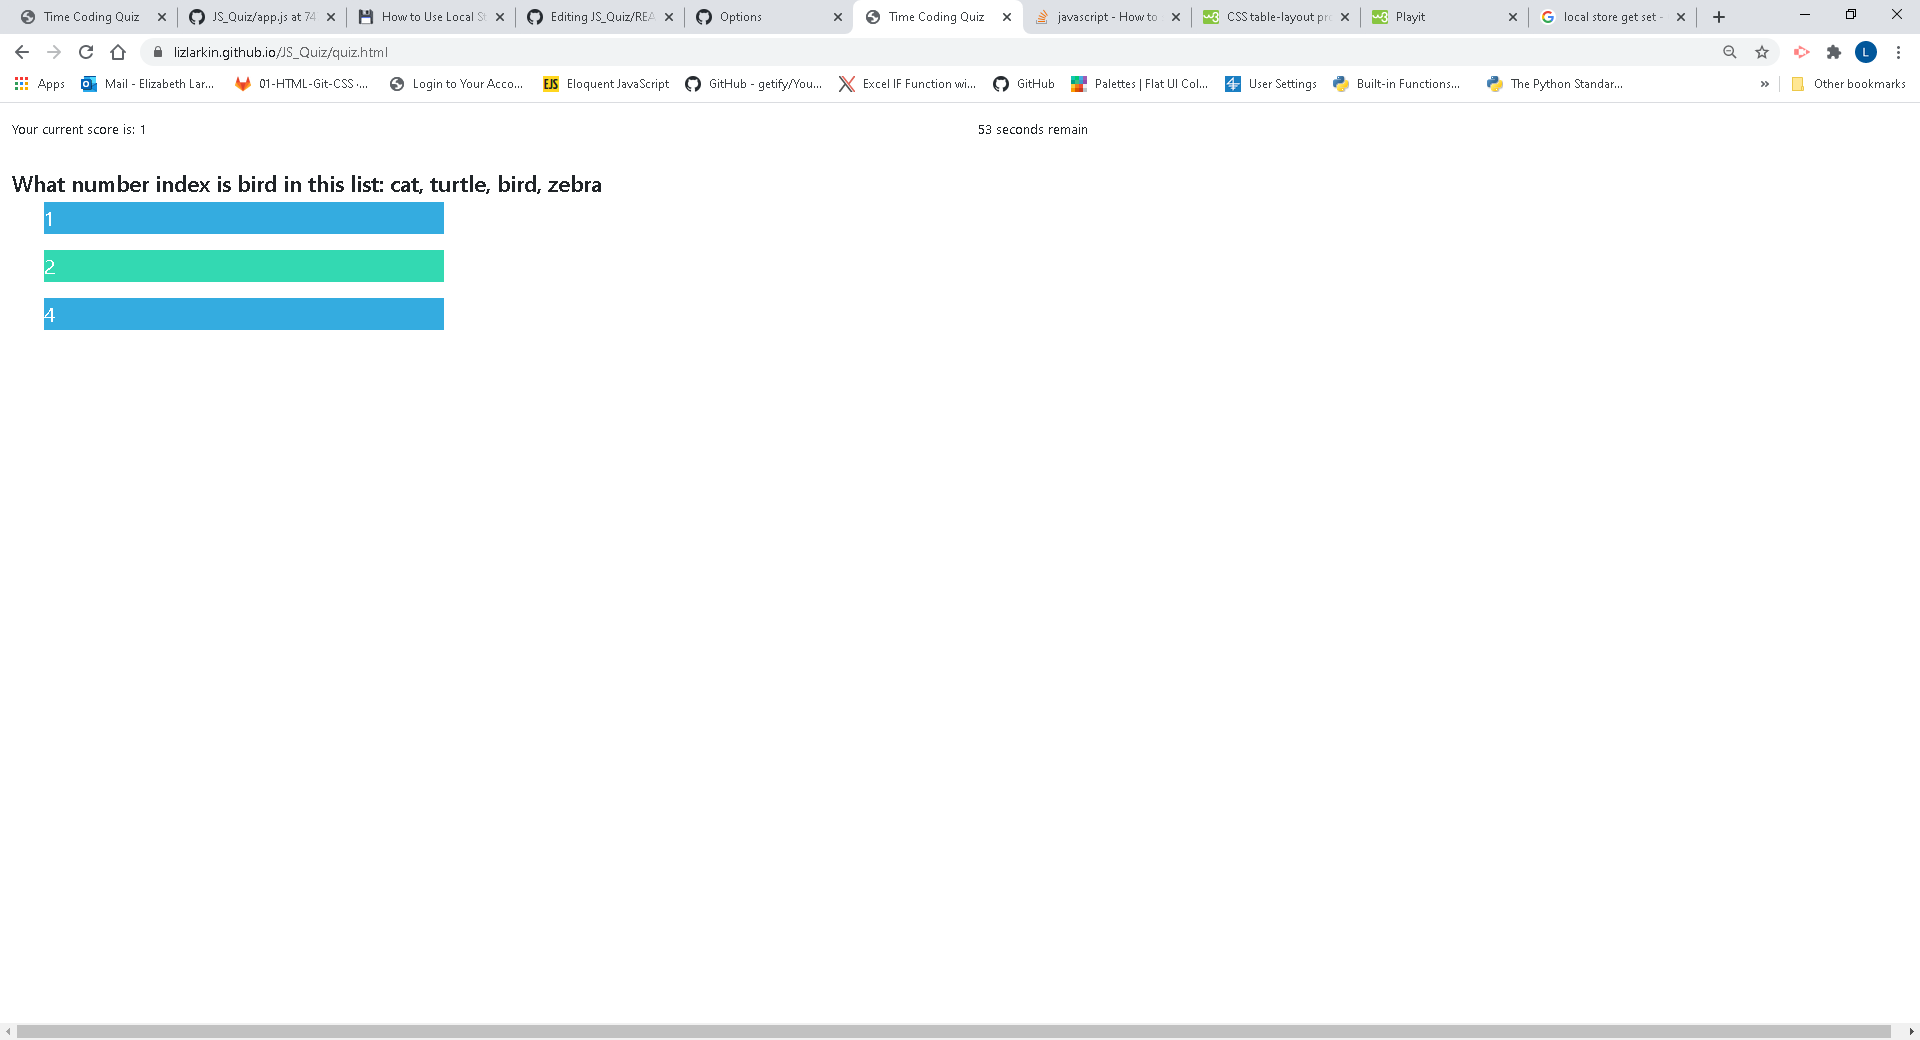 Time Coding Quiz
JS_Quiz/app.js at 74
How to Use Local St
Editing JS_Quiz/REA
Options
Time Coding Quiz
javascript - How to
CSS table-layout pro
Playit
local store get set -
lizlarkin.github.io/JS_Quiz/quiz.html
L
Apps
Mail - Elizabeth Lar...
01-HTML-Git-CSS ·...
Login to Your Acco...
EJS
Eloquent JavaScript
GitHub - getify/You...
Excel IF Function wi...
GitHub
Palettes | Flat UI Col...
User Settings
Built-in Functions...
The Python Standar...
»
Other bookmarks
Your current score is: 1
53 seconds remain
What number index is bird in this list: cat, turtle, bird, zebra
1
2
4